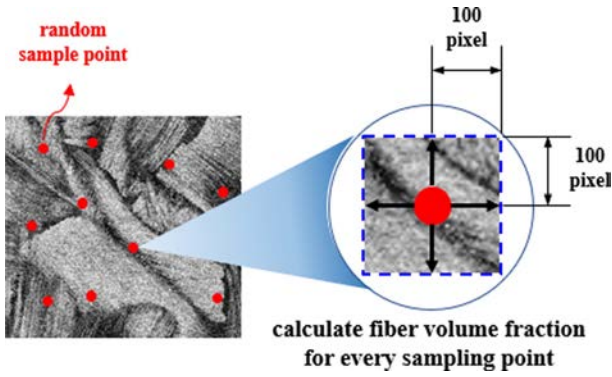 random
sample point
100
pixel
100
pixel
calculate fiber volume fraction
for every sampling point